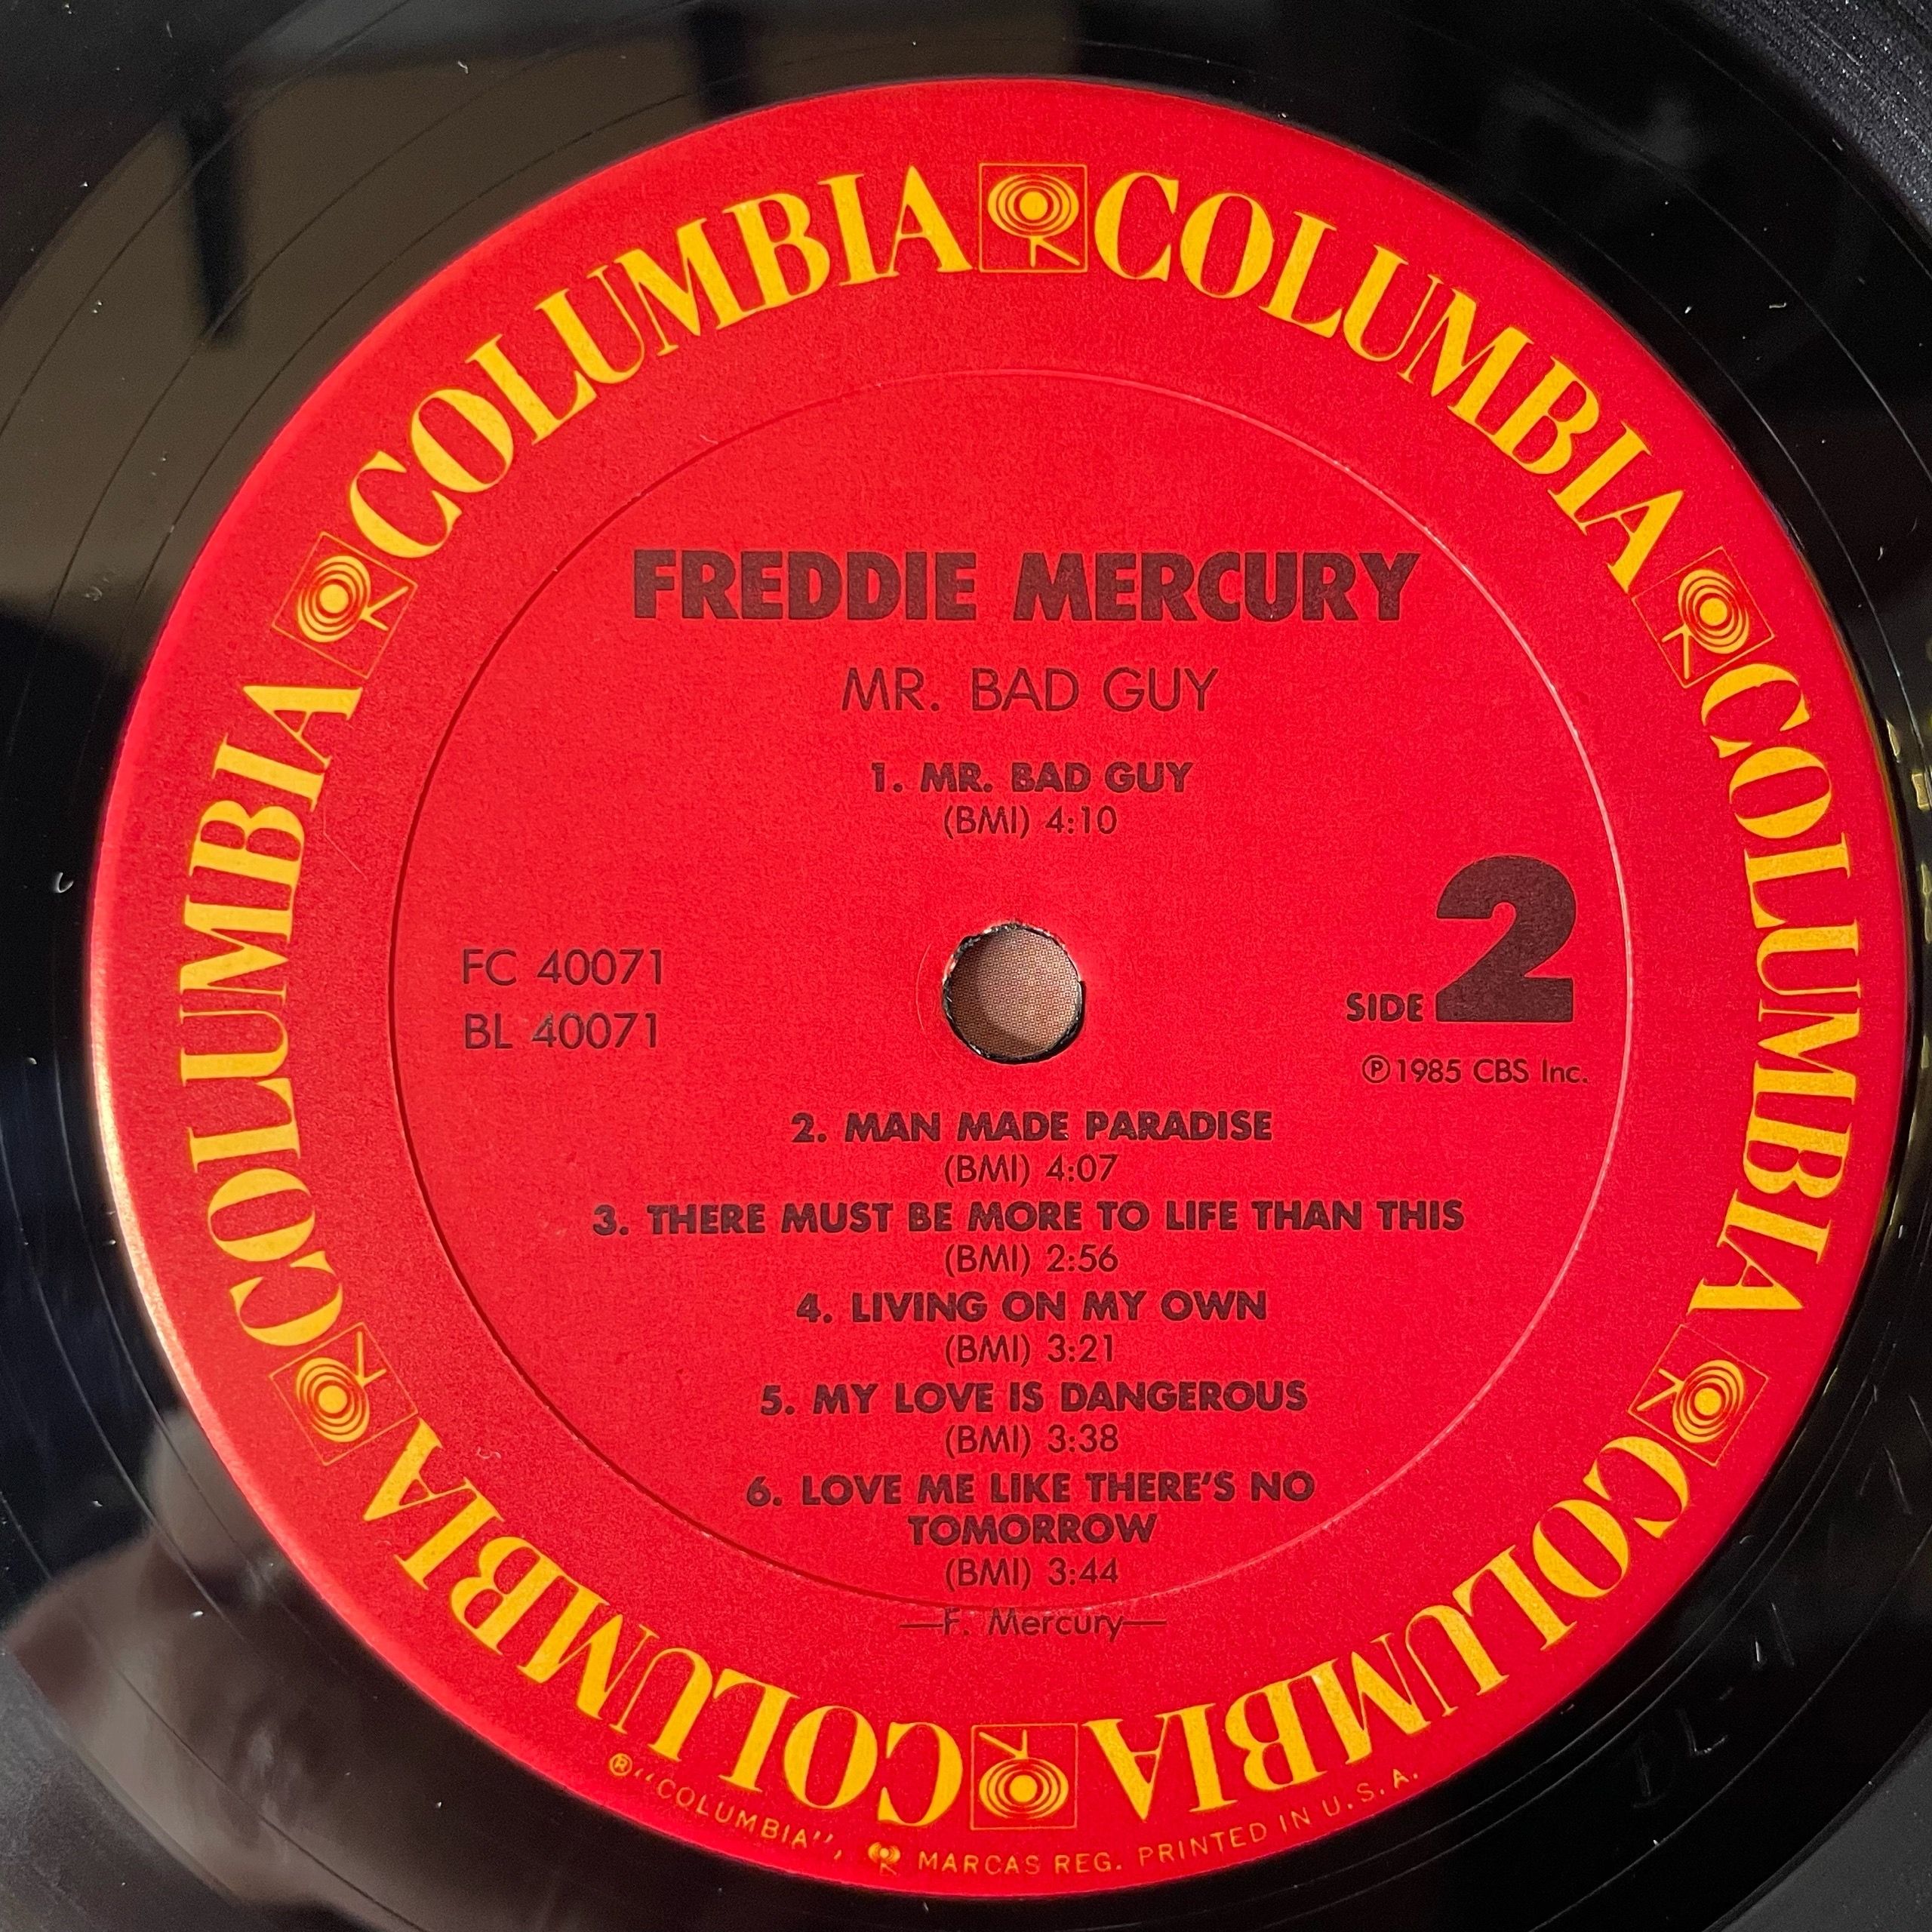 COLUMBIA COLUMBIA COLUMBIA COLUMBIA COLUMBIA COLUMBIA
FREDDIE MERCURY
MR. BAD GUY
1. MR. BAD GUY
(BMI) 4:10
FC 40071
BL 40071
SIDE 2
℗1985 CBS Inc.
2. MAN MADE PARADISE
(BMI) 4:07
3. THERE MUST BE MORE TO LIFE THAN THIS
(BMI) 2:56
4. LIVING ON MY OWN
(BMI) 3:21
5. MY LOVE IS DANGEROUS
(BMI) 3:38
6. LOVE ME LIKE THERE'S NO
TOMORROW
(BMI) 3:44
—F. Mercury—
®"COLUMBIA", MARCAS REG. PRINTED IN U.S.A.